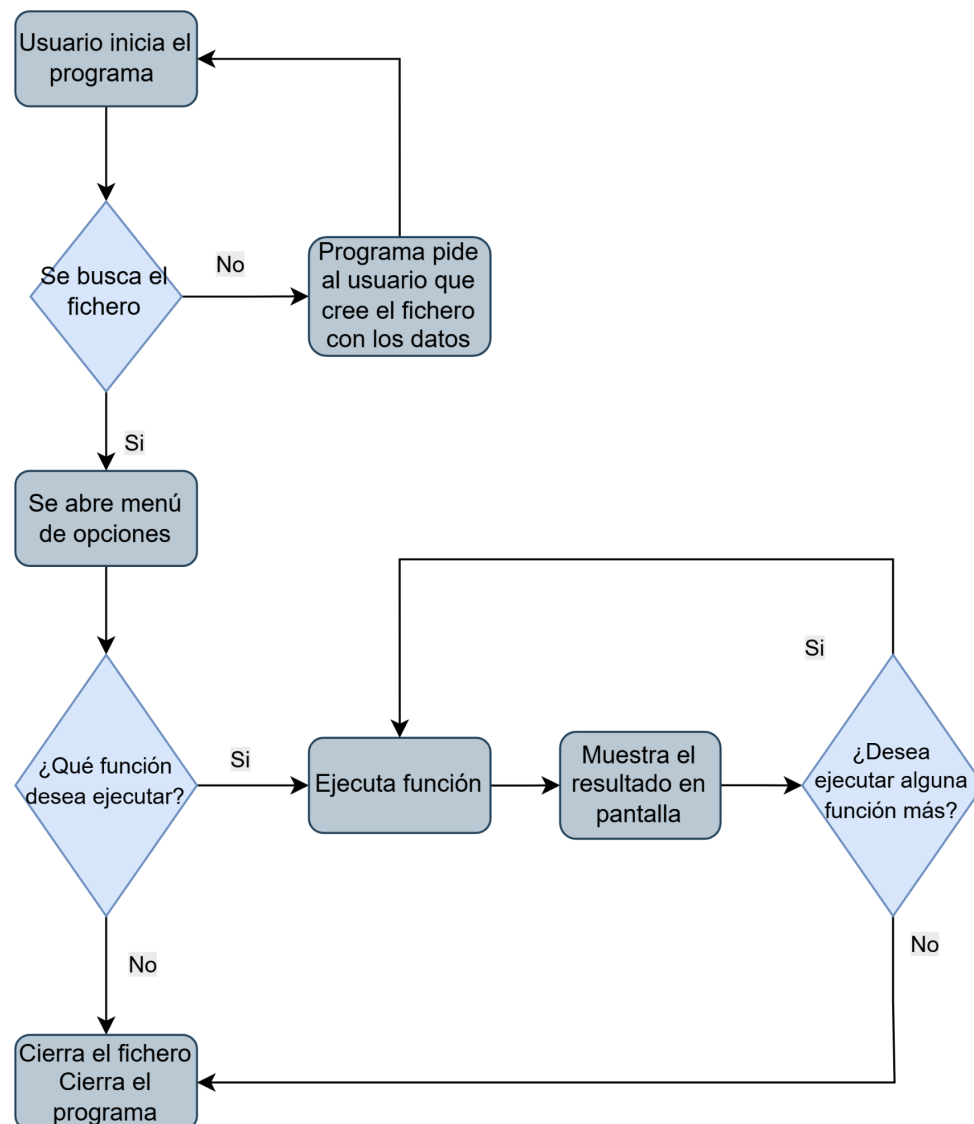 Usuario inicia el
programa
Se busca el
fichero
No
Programa pide
al usuario que
cree el fichero
con los datos
Si
Se abre menú
de opciones
¿Qué función
desea ejecutar?
Si
Ejecuta función
Muestra el
resultado en
pantalla
Si
¿Desea
ejecutar alguna
función más?
No
No
Cierra el fichero
Cierra el
programa